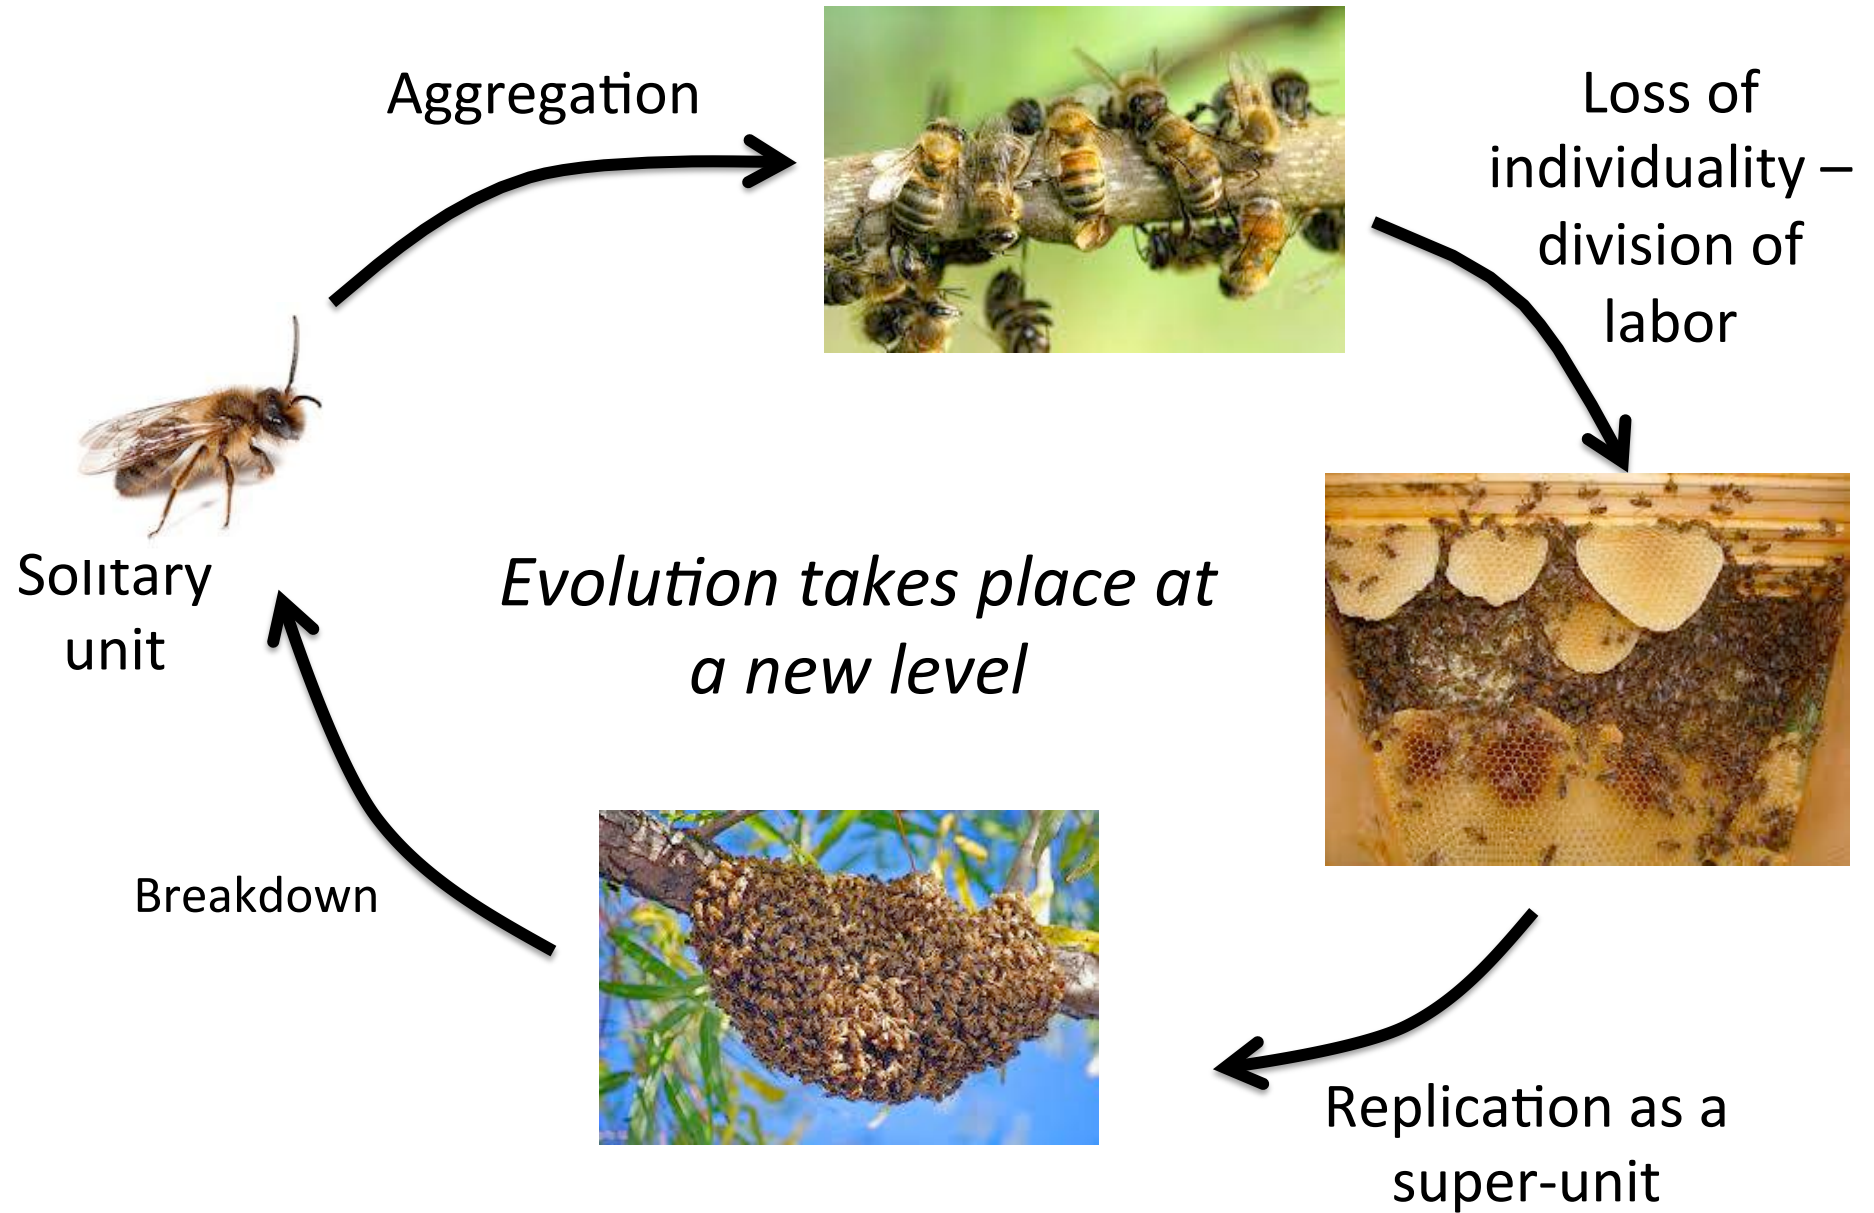 Aggregation
Loss of
individuality –
division of
labor
Solitary
unit
Evolution takes place at
a new level
Breakdown
Replication as a
super-unit